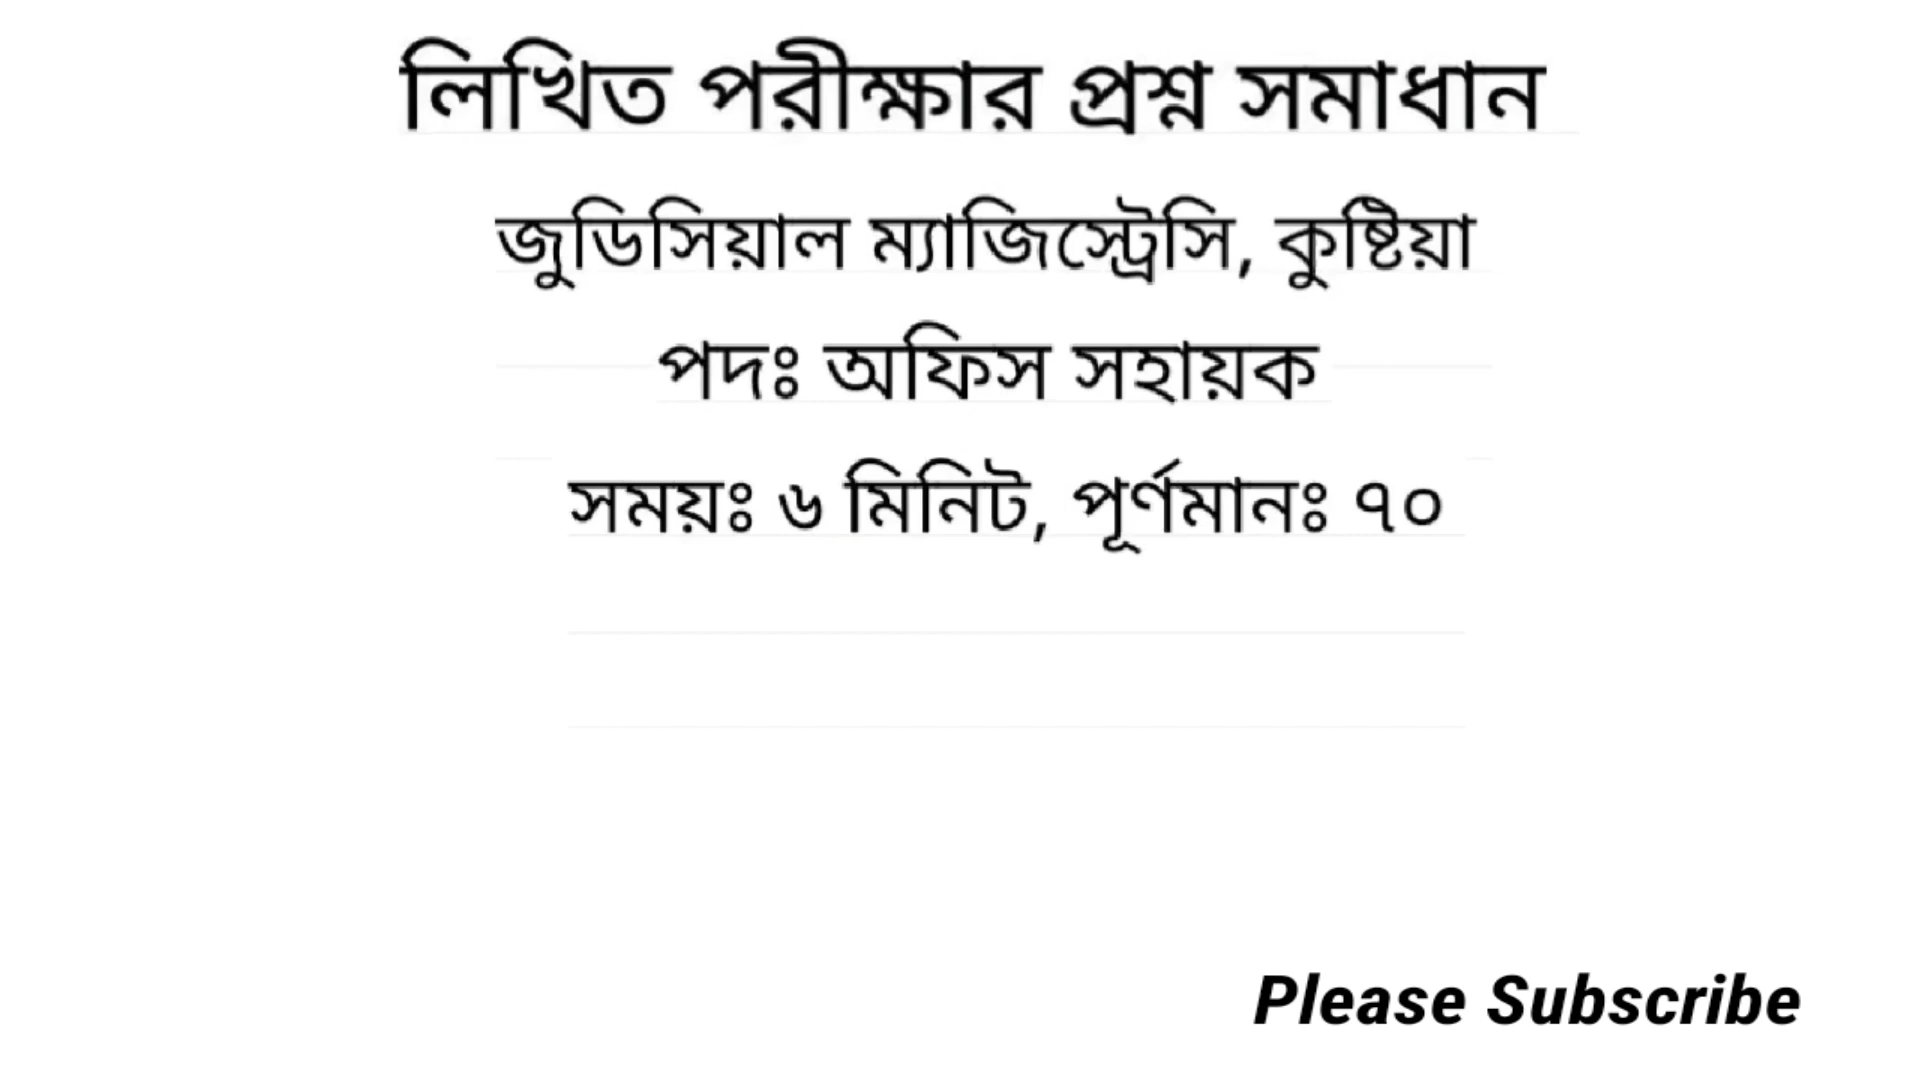 লিখিত পরীক্ষার প্রশ্ন সমাধান
জুডিসিয়াল ম্যাজিস্ট্রেসি, কুষ্টিয়া
পদঃ অফিস সহায়ক
সময়ঃ ৬ মিনিট, পূর্ণমানঃ ৭০
Please Subscribe